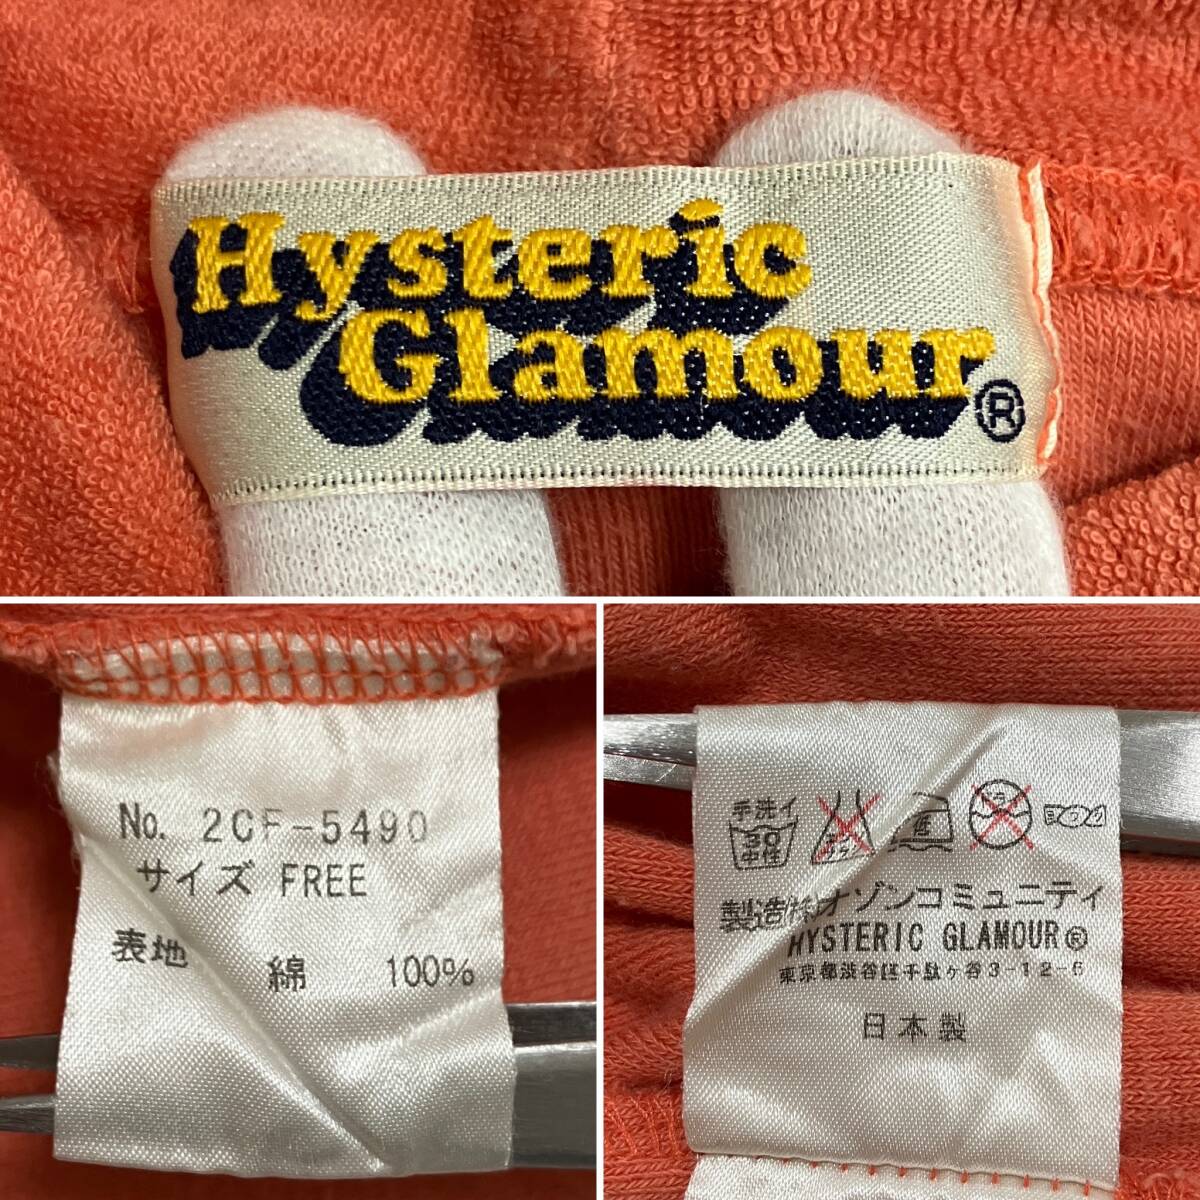 Hysteric
Glamour®
No. 2CF-5490
サイズ FREE
表地 綿 100%
手洗イ
30
中性
製造(株)オゾンコミュニティ
HYSTERIC GLAMOUR®
東京都渋谷区千駄ヶ谷3-12-6
日本製